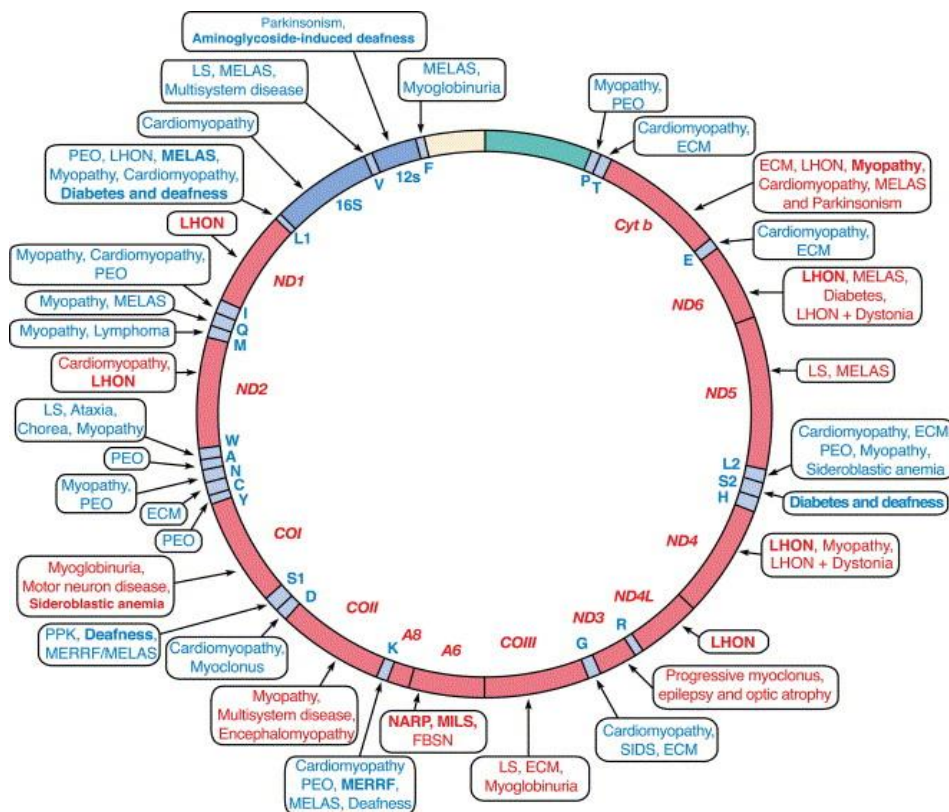 Parkinsonism,
Aminoglycoside-induced deafness
LS, MELAS,
Multisystem disease
MELAS,
Myoglobinuria
Myopathy,
PEO
Cardiomyopathy
Cardiomyopathy,
ECM
PEO, LHON, MELAS,
Myopathy, Cardiomyopathy,
Diabetes and deafness
ECM, LHON, Myopathy,
Cardiomyopathy, MELAS
and Parkinsonism
F
12s
V
16S
L1
P
T
Cyt b
E
LHON
Cardiomyopathy,
ECM
ND1
Myopathy, Cardiomyopathy,
PEO
LHON, MELAS,
Diabetes,
LHON + Dystonia
ND6
Myopathy, MELAS
I
Q
M
Myopathy, Lymphoma
Cardiomyopathy,
LHON
ND2
ND5
LS, MELAS
LS, Ataxia,
Chorea, Myopathy
W
A
N
C
Y
PEO
Myopathy,
PEO
ECM
PEO
L2
S2
H
Cardiomyopathy, ECM
PEO, Myopathy,
Sideroblastic anemia
Diabetes and deafness
COI
ND4
LHON, Myopathy,
LHON + Dystonia
Myoglobinuria,
Motor neuron disease,
Sideroblastic anemia
S1
D
COII
K
A8
A6
COIII
G
ND3
R
ND4L
PPK, Deafness,
MERRF/MELAS
Cardiomyopathy,
Myoclonus
LHON
Myopathy,
Multisystem disease,
Encephalomyopathy
Progressive myoclonus,
epilepsy and optic atrophy
NARP, MILS,
FBSN
Cardiomyopathy,
SIDS, ECM
Cardiomyopathy
PEO, MERRF,
MELAS, Deafness
LS, ECM,
Myoglobinuria